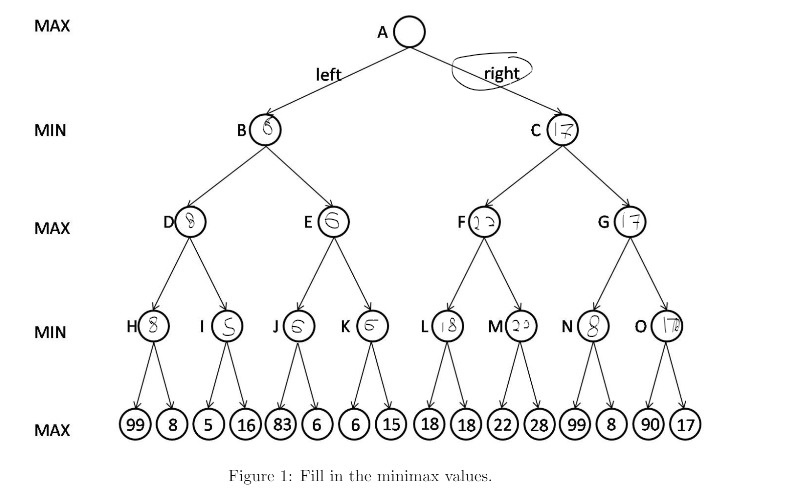 MAX
A
left right
MIN
B 6 C 17
MAX
D 8 E 6 F 22 G 17
MIN
H 8 I 5 J 6 K 6 L 18 M 22 N 8 O 17
MAX
99 8 5 16 83 6 6 15 18 18 22 28 99 8 90 17
Figure 1: Fill in the minimax values.